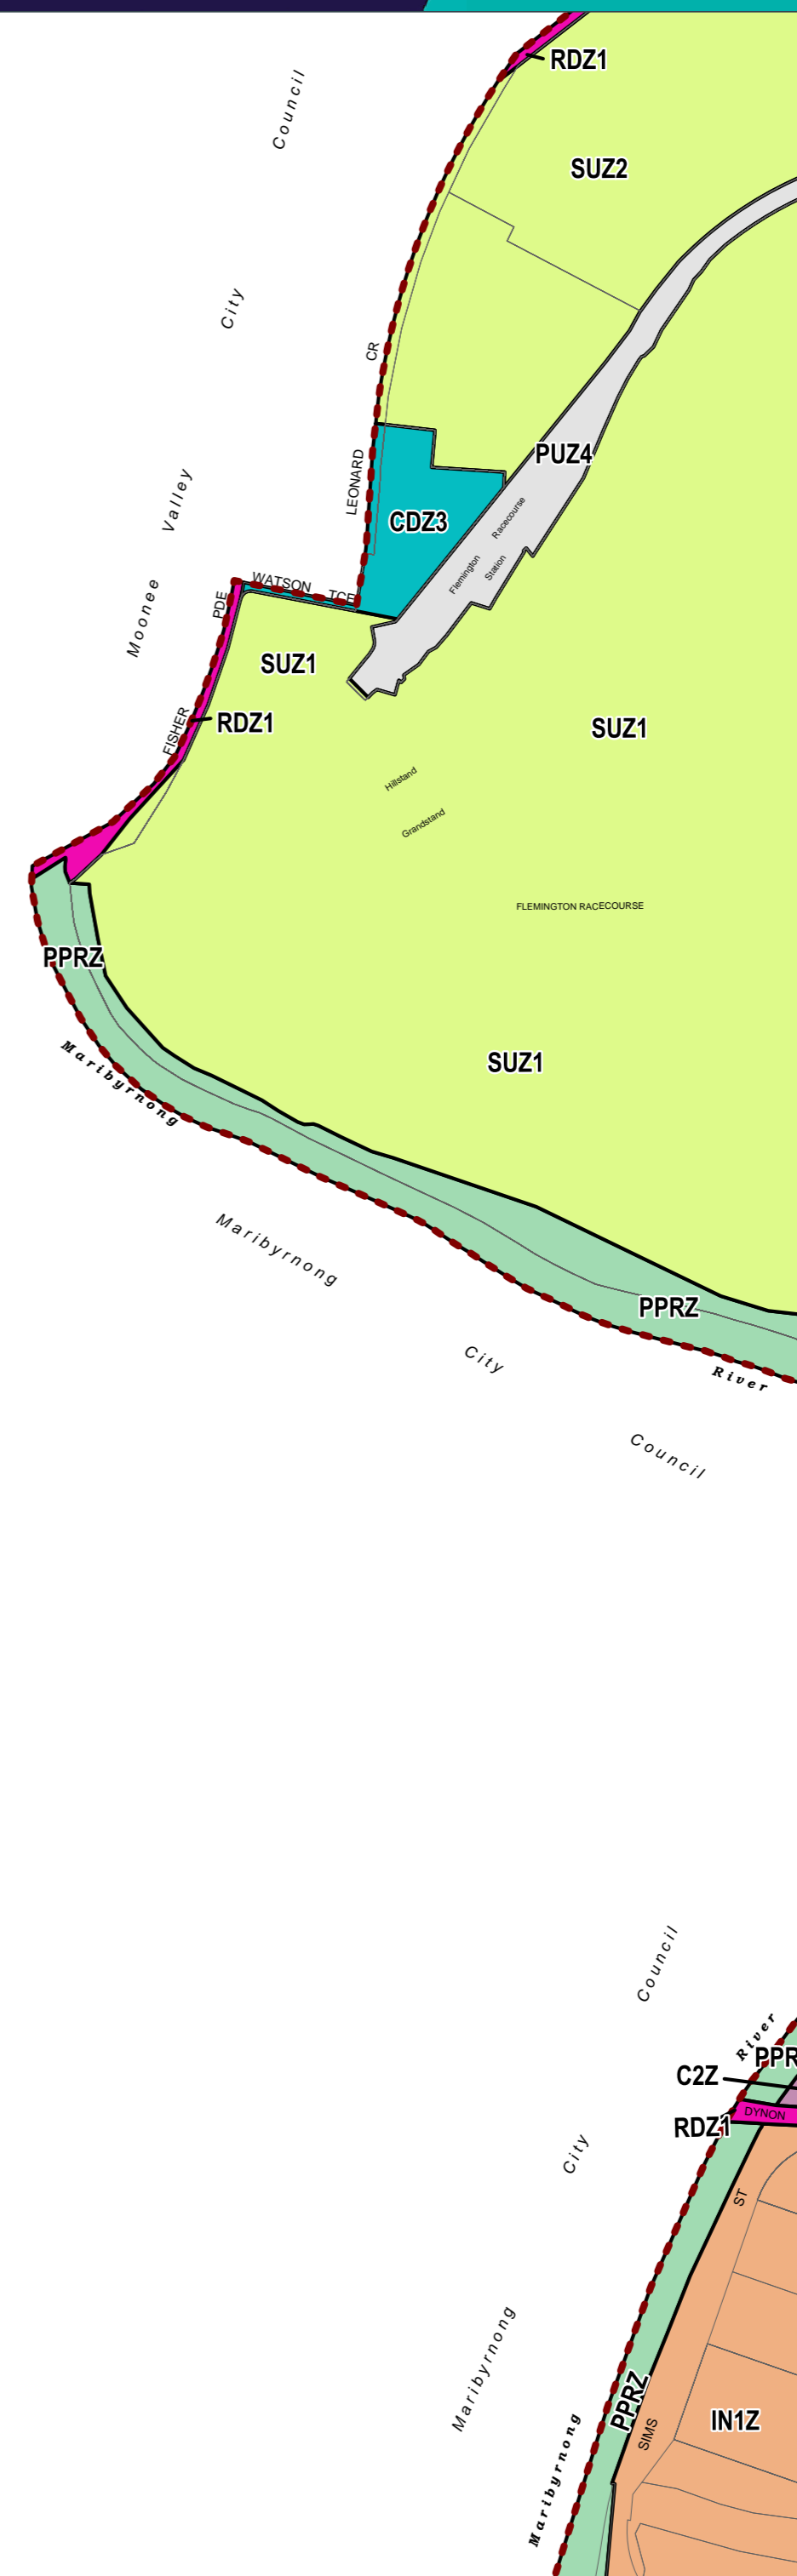 RDZ1
Council
SUZ2
City
CR
PUZ4
LEONARD
Valley
CDZ3
Racecourse
Flemington
Station
WATSON
TCE
PDE
Moonee
SUZ1
RDZ1
FISHER
SUZ1
Hillstand
Grandstand
FLEMINGTON RACECOURSE
PPRZ
SUZ1
Maribyrnong
Maribyrnong
PPRZ
City
River
Council
Council
River
PPR
C2Z
DYNON
RDZ1
City
ST
Maribyrnong
PPRZ
IN1Z
SIMS
Maribyrnong